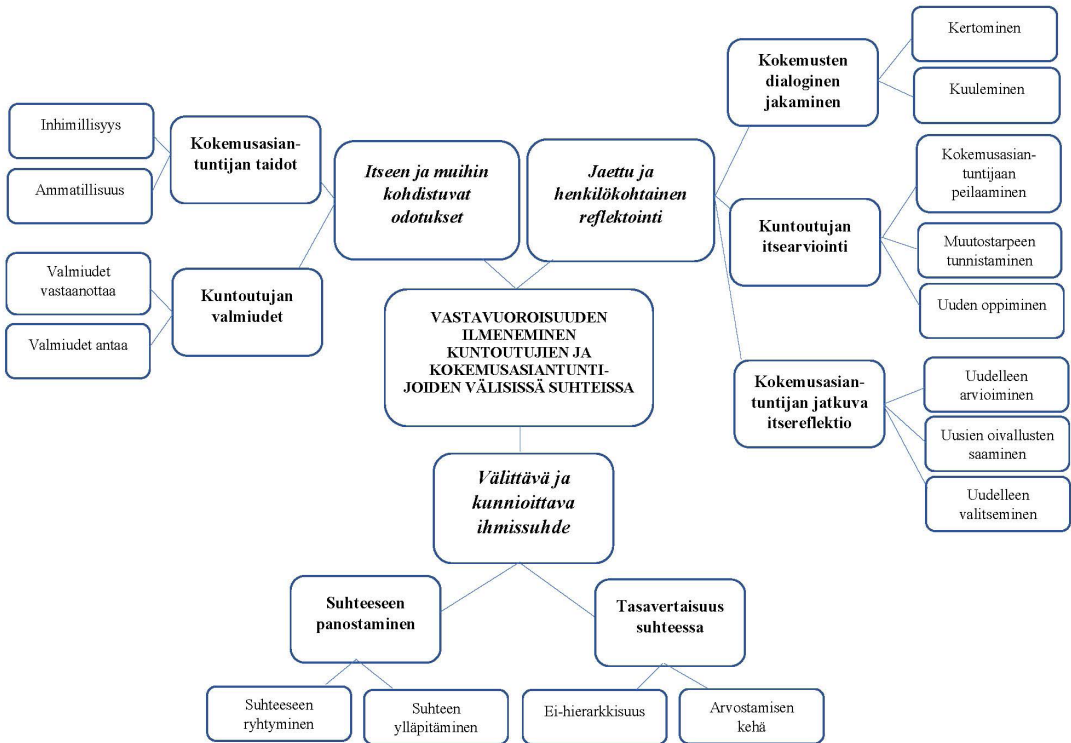 Kertominen
Kokemusten
dialoginen
jakaminen
Kuuleminen
Inhimillisyys
Ammatillisuus
Kokemusasian-
tuntijan taidot
Itseen ja muihin
kohdistuvat
odotukset
Jaettu ja
henkilökohtainen
reflektointi
Kokemusasian-
tuntijaan
peilaaminen
Kuntoutujan
itsearviointi
Muutostarpeen
tunnistaminen
Uuden oppiminen
Valmiudet
vastaanottaa
Valmiudet antaa
Kuntoutujan
valmiudet
VASTAVUOROISUUDEN
ILMENEMINEN
KUNTOUTUJIEN JA
KOKEMUSASIANTUNTI-
JOIDEN VÄLISISSÄ SUHTEISSA
Kokemusasian-
tuntijan jatkuva
itsereflektio
Uudelleen
arvioiminen
Uusien oivallusten
saaminen
Uudelleen
valitseminen
Välittävä ja
kunnioittava
ihmissuhde
Suhteeseen
panostaminen
Tasavertaisuus
suhteessa
Suhteeseen
ryhtyminen
Suhteen
ylläpitäminen
Ei-hierarkkisuus
Arvostamisen
kehä